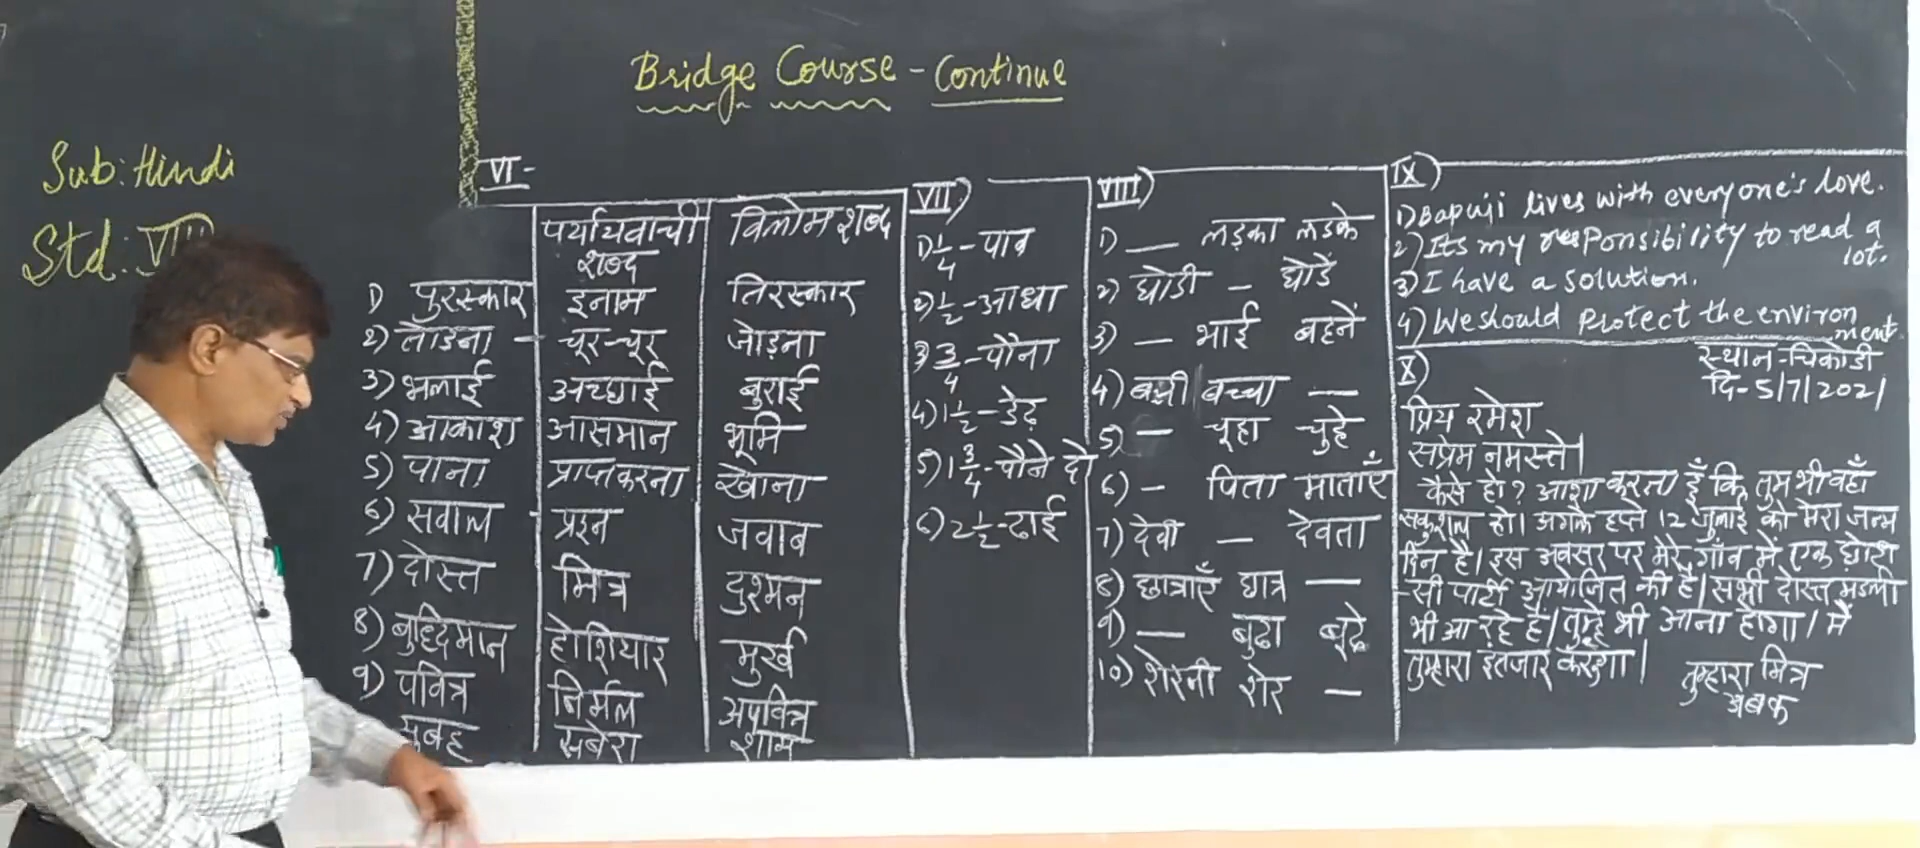 Bridge Course - Continue
Sub: Hindi
Std: VIII
VI -
पर्यायवाची शब्द विलोम शब्द
1) पुरस्कार इनाम तिरस्कार
2) तोडना - चूर-चूर जोड़ना
3) भलाई अच्छाई बुराई
4) आकाश आसमान भूमि
5) पाना प्राप्त करना खोना
6) सवाल - प्रश्न जवाब
7) दोस्त मित्र दुश्मन
8) बुद्धिमान होशियार मुर्ख
9) पवित्र निर्मल अपवित्र
सुबह सबेरा शाम
VII)
1) 1/4 - पाव
2) 1/2 - आधा
3) 3/4 - पौना
4) 1 1/2 - डेढ़
5) 1 3/4 - पौने दो
6) 2 1/2 - ढाई
VIII)
1) — लड़का लडके
2) घोडी — घोडें
3) — भाई बहनें
4) बच्ची बच्चा —
5) — चूहा चुहे
6) — पिता माताएँ
7) देवी — देवता
8) छात्राएँ छात्र —
9) — बुढा बूढे
10) शेरनी शेर —
IX)
1) Bapuji lives with everyone's love.
2) Its my responsibility to read a
lot.
3) I have a solution.
4) We should protect the environ
ment.
X)
स्थान - चिकोडी
दि - 5/7/2021
प्रिय रमेश
सप्रेम नमस्ते।
कैसे हो? आशा करता हूँ कि तुम भी वहाँ
सकुशल हो। अगले हप्ते 12 जुलाई को मेरा जन्म
दिन है। इस अवसर पर मेरे गाँव में एक छोटी
-सी पार्टी आयोजित की है। सभी दोस्त मंडली
भी आ रहे है। तुम्हे भी आना होगा। मैं
तुम्हारा इंतजार करूंगा।
तुम्हारा मित्र
अबक